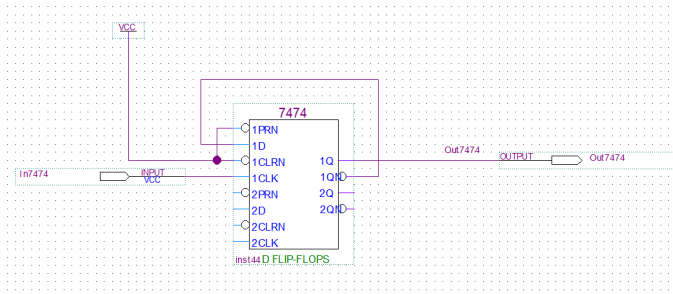 VCC
7474
1PRN
1D
1CLRN
1CLK
2PRN
2D
2CLRN
2CLK
1Q
1QN
2Q
2QN
In7474
INPUT
VCC
Out7474
OUTPUT
Out7474
inst44 D FLIP-FLOPS